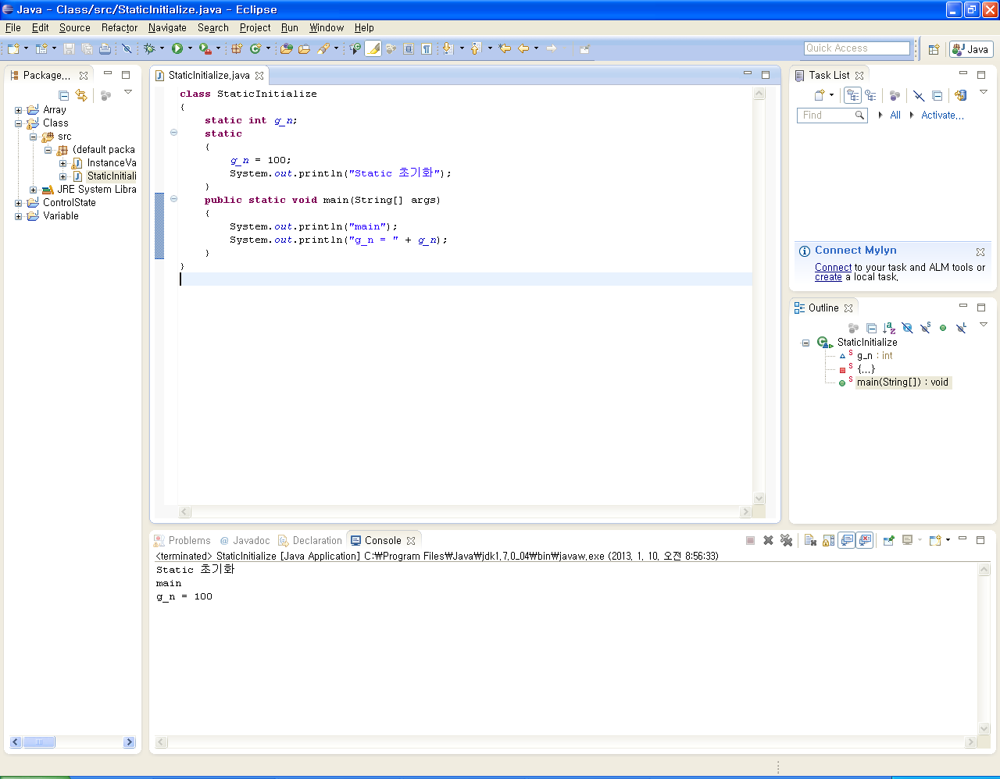 Java - Class/src/StaticInitialize.java - Eclipse
File Edit Source Refactor Navigate Search Project Run Window Help
Quick Access
Java
Package...
Array
Class
src
(default packa
InstanceVa
StaticInitiali
JRE System Libra
ControlState
Variable
StaticInitialize.java
class StaticInitialize
{
static int g_n;
static
{
g_n = 100;
System.out.println("Static 초기화");
}
public static void main(String[] args)
{
System.out.println("main");
System.out.println("g_n = " + g_n);
}
}
Task List
Find
All
Activate...
Connect Mylyn
Connect to your task and ALM tools or
create a local task.
Outline
StaticInitialize
g_n : int
{...}
main(String[]) : void
Problems @ Javadoc Declaration Console
<terminated> StaticInitialize [Java Application] C:₩Program Files₩Java₩jdk1.7.0_04₩bin₩javaw.exe (2013. 1. 10. 오전 8:56:33)
Static 초기화
main
g_n = 100